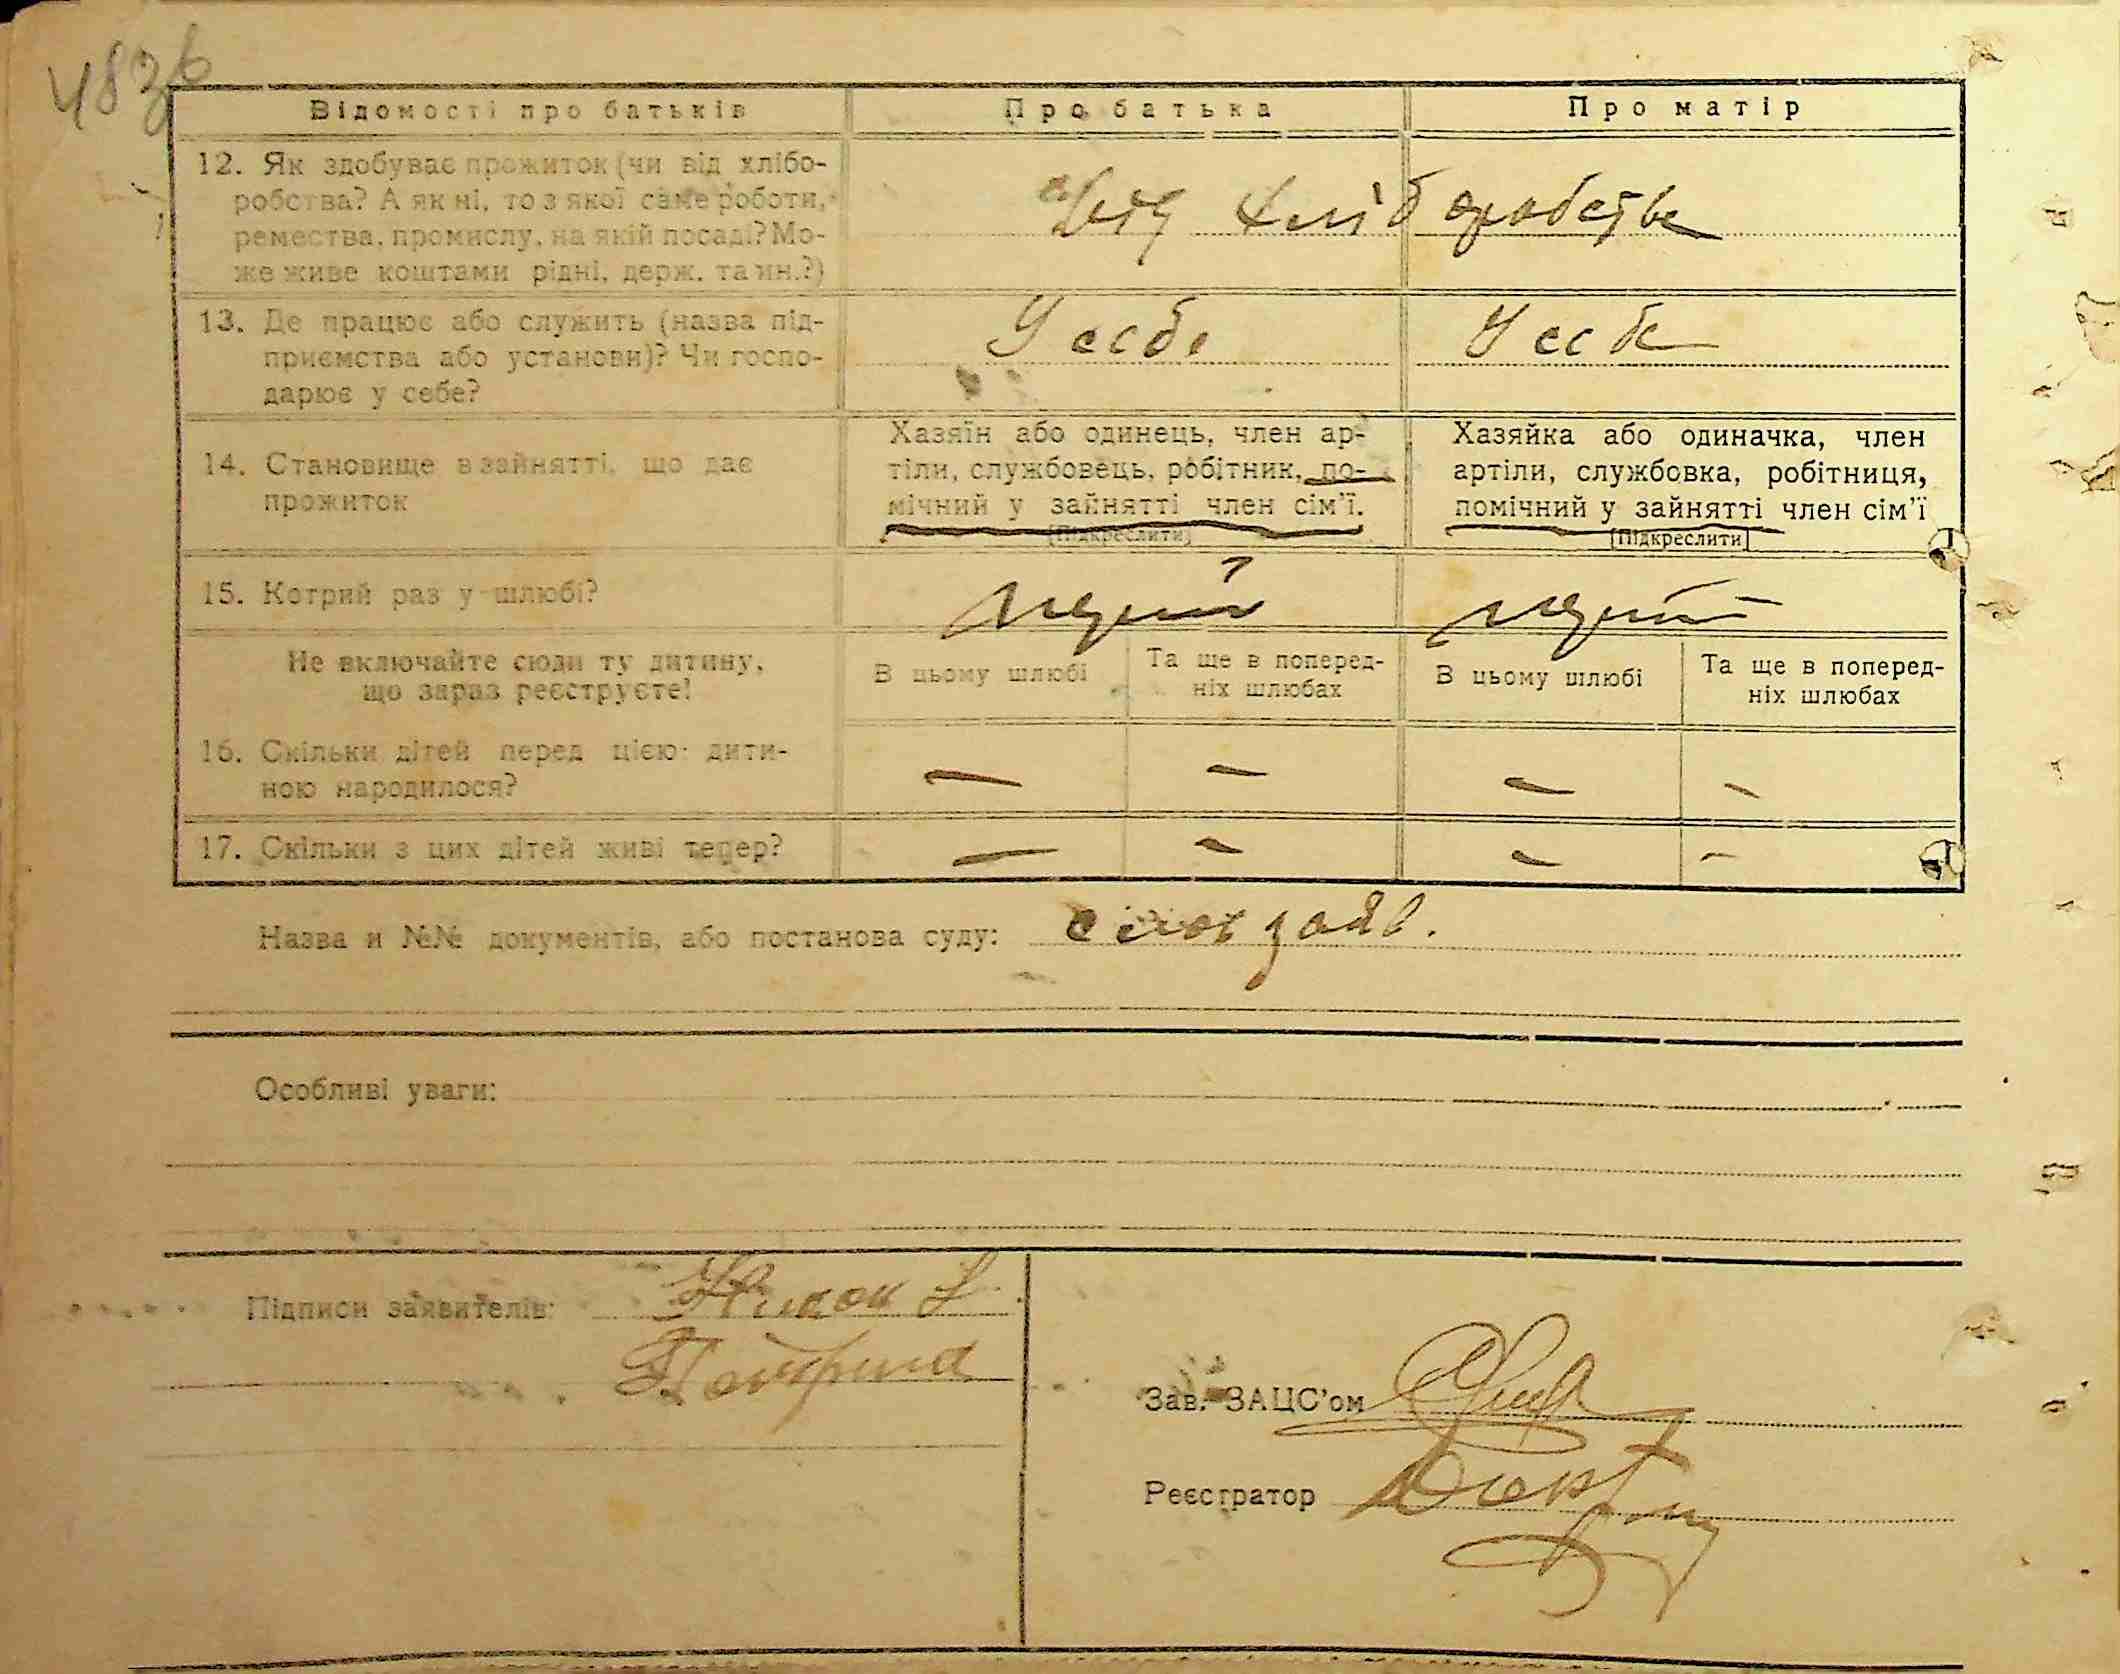 483б
Відомості про батьків
Про батька
Про матір
12. Як здобуває прожиток (чи від хлібо-
робства? А як ні, то з якої саме роботи,
ремества, промислу, на якій посаді? Мо-
же живе коштами рідні, держ. та ин.?)
хліборобства
13. Де працює або служить (назва під-
приємства або установи)? Чи госпо-
дарює у себе?
У себе
У себе
14. Становище в зайнятті, що дає
прожиток
Хазяїн або одинець, член ар-
тіли, службовець, робітник, по-
мічний у зайнятті член сім'ї.
[Підкреслити]
Хазяйка або одиначка, член
артіли, службовка, робітниця,
помічний у зайнятті член сім'ї
[Підкреслити]
15. Котрий раз у шлюбі?
перший
перший
Не включайте сюди ту дитину,
що зараз реєструєте!
В цьому шлюбі
Та ще в поперед-
ніх шлюбах
В цьому шлюбі
Та ще в поперед-
ніх шлюбах
16. Скільки дітей перед цією дити-
ною народилося?
— — — —
17. Скільки з цих дітей живі тепер?
— — — —
Назва и №№ документів, або постанова суду:
Особливі уваги:
Підписи заявителів:
Зав. ЗАЦС'ом
Реєстратор